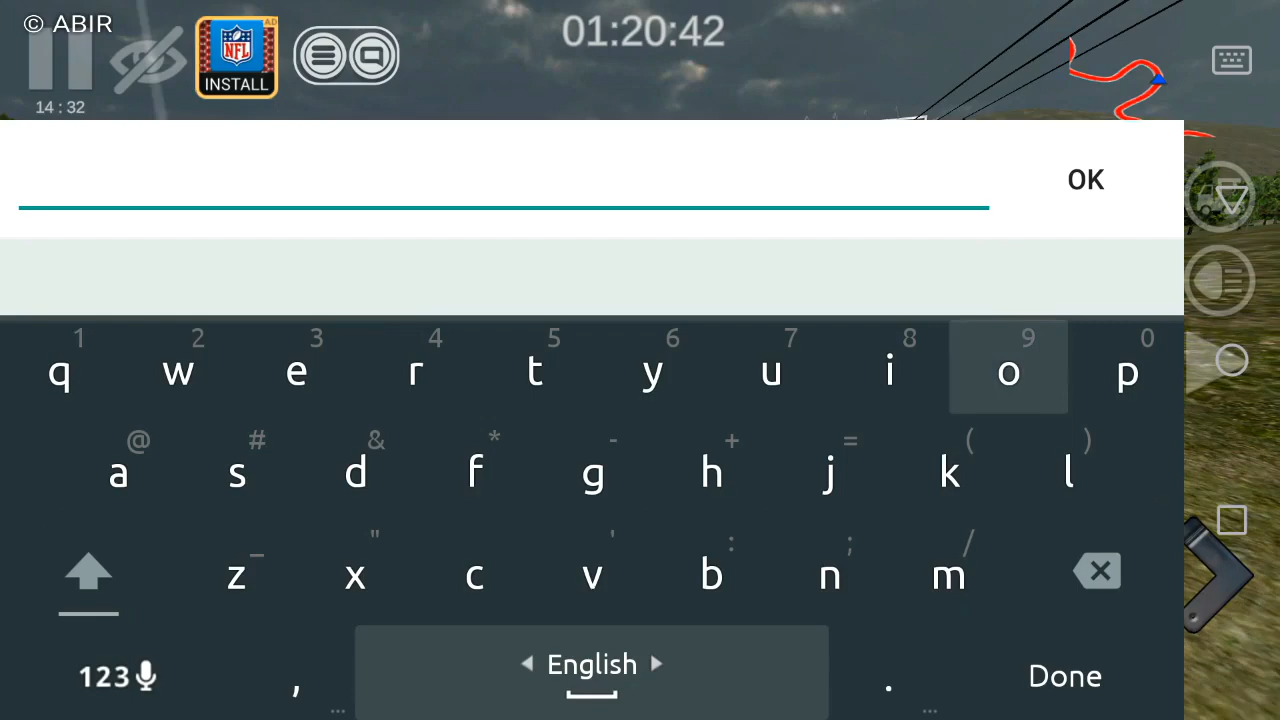 © ABIR
01:20:42
AD
NFL
INSTALL
14 : 32
OK
1 2 3 4 5 6 7 8 9 0
q w e r t y u i o p
@ # & * - + = ( )
a s d f g h j k l
_ " ' : ; /
z x c v b n m
123 , English . Done
... ...